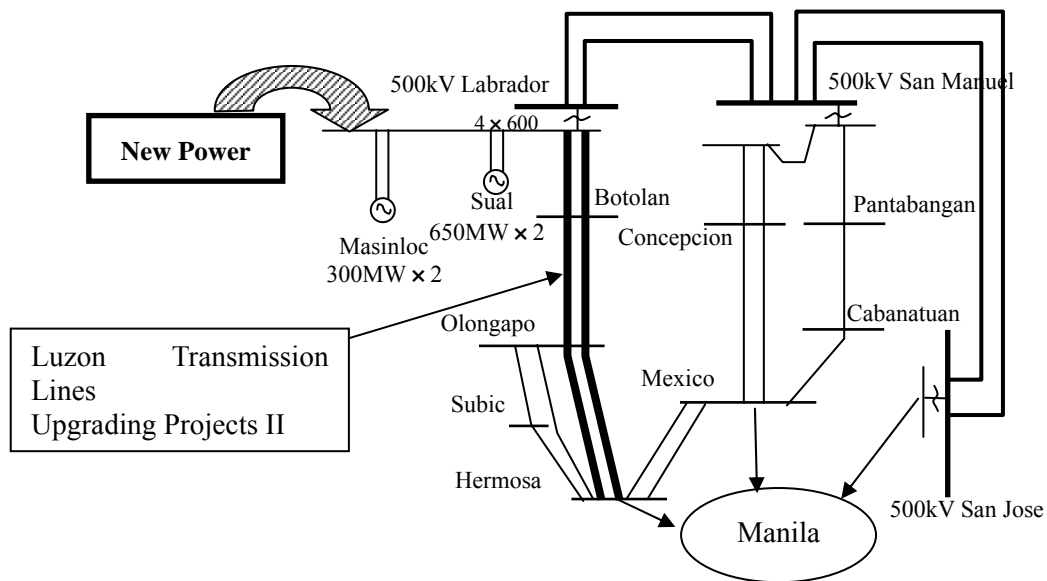 500kV Labrador
500kV San Manuel
4 × 600
New Power
Sual
650MW × 2
Masinloc
300MW × 2
Botolan
Concepcion
Pantabangan
Olongapo
Cabanatuan
Luzon Transmission
Lines
Upgrading Projects II
Subic
Mexico
Hermosa
500kV San Jose
Manila